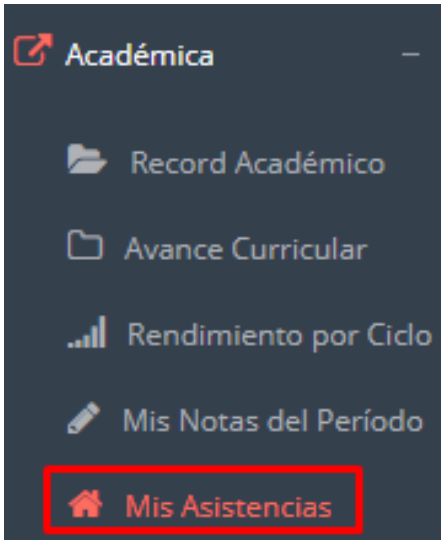 Académica
Record Académico
Avance Curricular
Rendimiento por Ciclo
Mis Notas del Período
Mis Asistencias